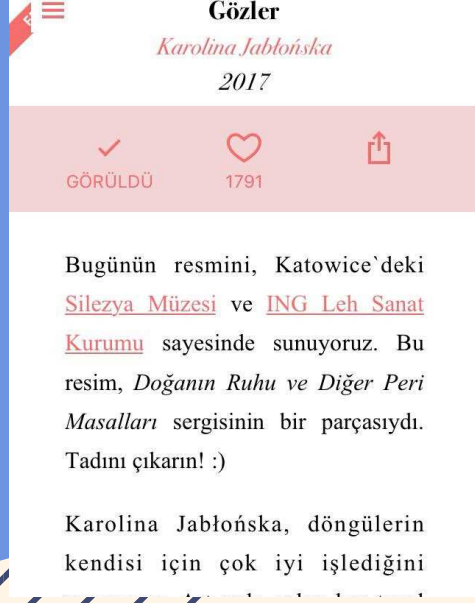 Gözler
Karolina Jabłońska
2017
GÖRÜLDÜ
1791
Bugünün resmini, Katowice`deki
Silezya Müzesi ve ING Leh Sanat
Kurumu sayesinde sunuyoruz. Bu
resim, Doğanın Ruhu ve Diğer Peri
Masalları sergisinin bir parçasıydı.
Tadını çıkarın! :)
Karolina Jabłońska, döngülerin
kendisi için çok iyi işlediğini